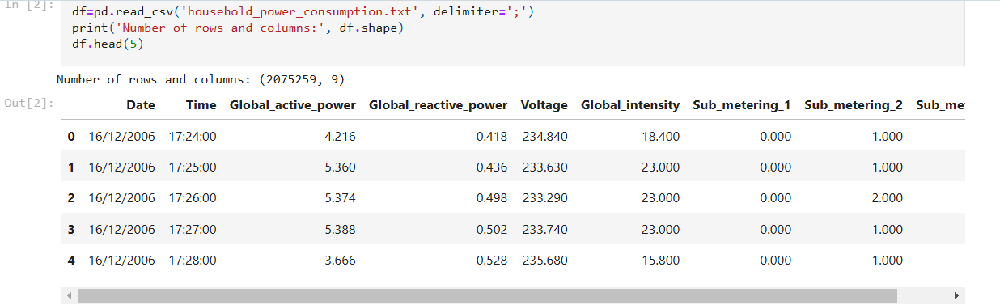 In [2]:
df=pd.read_csv('household_power_consumption.txt', delimiter=';')
print('Number of rows and columns:', df.shape)
df.head(5)
Number of rows and columns: (2075259, 9)
Out[2]:
Date Time Global_active_power Global_reactive_power Voltage Global_intensity Sub_metering_1 Sub_metering_2 Sub_me
0 16/12/2006 17:24:00 4.216 0.418 234.840 18.400 0.000 1.000
1 16/12/2006 17:25:00 5.360 0.436 233.630 23.000 0.000 1.000
2 16/12/2006 17:26:00 5.374 0.498 233.290 23.000 0.000 2.000
3 16/12/2006 17:27:00 5.388 0.502 233.740 23.000 0.000 1.000
4 16/12/2006 17:28:00 3.666 0.528 235.680 15.800 0.000 1.000